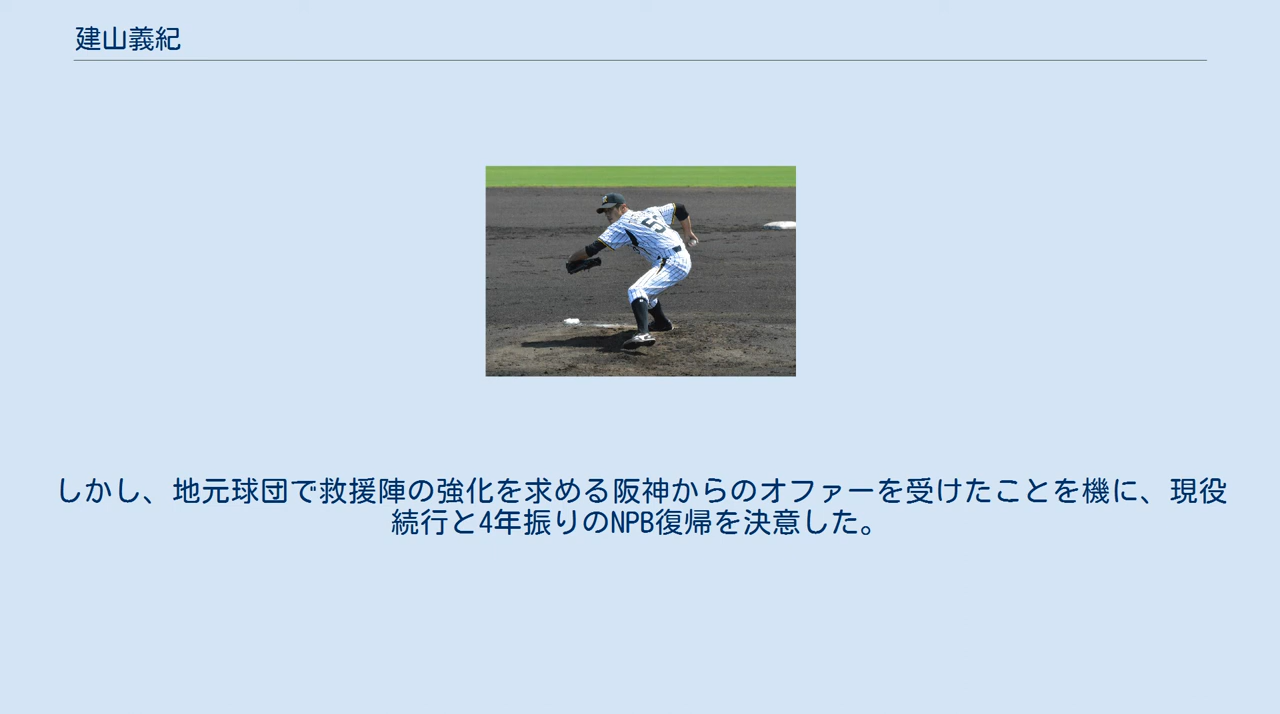 建山義紀
しかし、地元球団で救援陣の強化を求める阪神からのオファーを受けたことを機に、現役
続行と4年振りのNPB復帰を決意した。